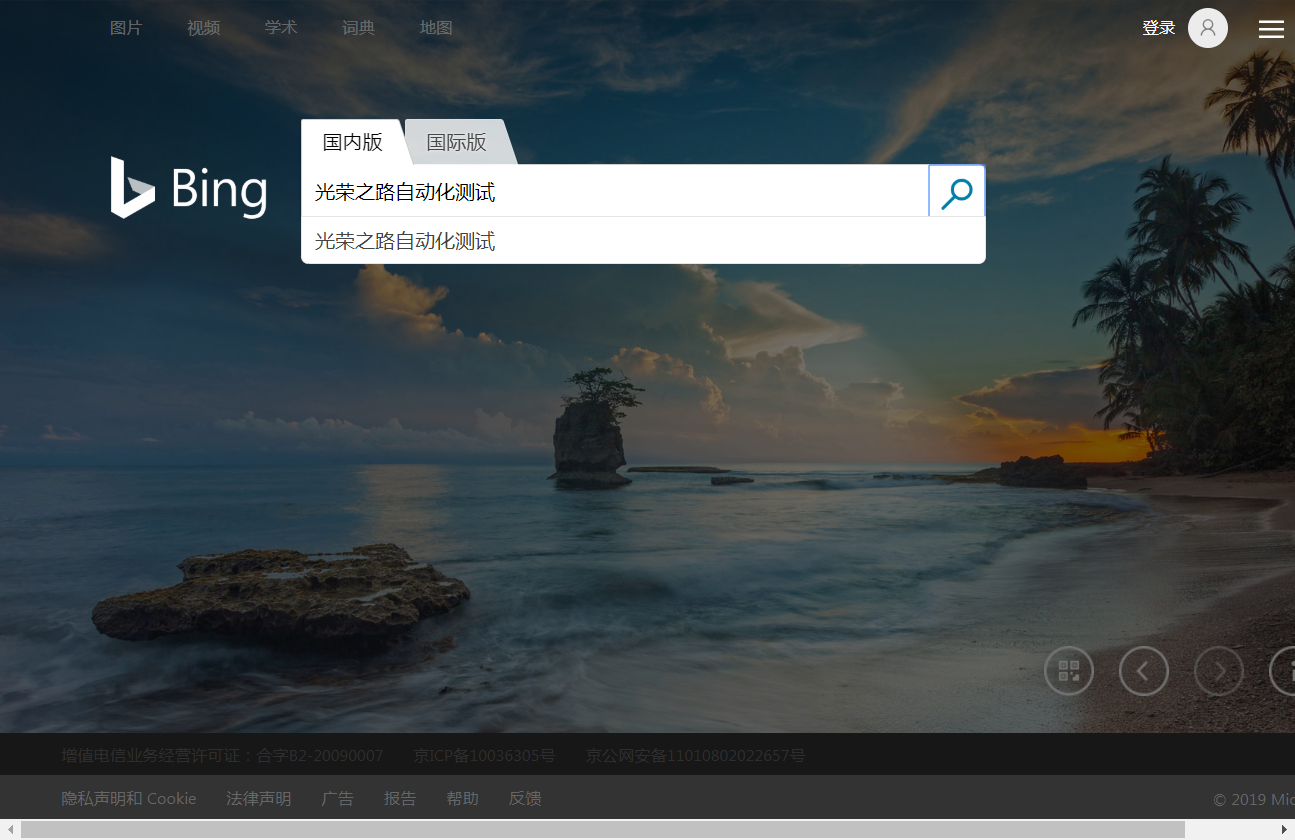 图片 视频 学术 词典 地图 登录
国内版 国际版
Bing
光荣之路自动化测试
光荣之路自动化测试
增值电信业务经营许可证：合字B2-20090007 京ICP备10036305号 京公网安备11010802022657号
隐私声明和 Cookie 法律声明 广告 报告 帮助 反馈 © 2019 Mic